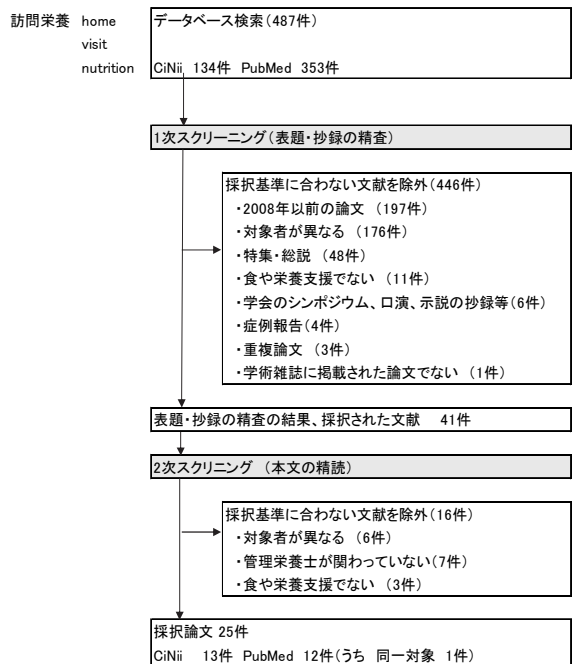 訪問栄養 home
visit
nutrition
データベース検索(487件)
CiNii 134件 PubMed 353件
1次スクリーニング(表題・抄録の精査)
採択基準に合わない文献を除外(446件)
・2008年以前の論文 (197件)
・対象者が異なる (176件)
・特集・総説 (48件)
・食や栄養支援でない (11件)
・学会のシンポジウム、口演、示説の抄録等(6件)
・症例報告(4件)
・重複論文 (3件)
・学術雑誌に掲載された論文でない (1件)
表題・抄録の精査の結果、採択された文献 41件
2次スクリニング (本文の精読)
採択基準に合わない文献を除外(16件)
・対象者が異なる (6件)
・管理栄養士が関わっていない(7件)
・食や栄養支援でない (3件)
採択論文 25件
CiNii 13件 PubMed 12件(うち 同一対象 1件)